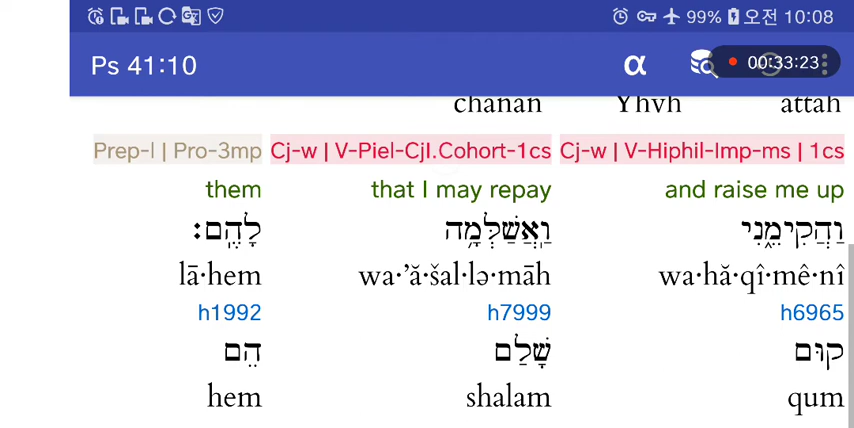 99% 오전 10:08
Ps 41:10 α 00:33:23
chanan Yhvh attah
Prep-l | Pro-3mp Cj-w | V-Piel-CjI.Cohort-1cs Cj-w | V-Hiphil-Imp-ms | 1cs
them that I may repay and raise me up
לָהֶֽם׃ וַֽאֲשַׁלְּמָ֥ה וַהֲקִימֵ֑נִי
lā·hem wa·’ă·šal·lə·māh wa·hă·qî·mê·nî
h1992 h7999 h6965
הֵם שָׁלַם קוּם
hem shalam qum